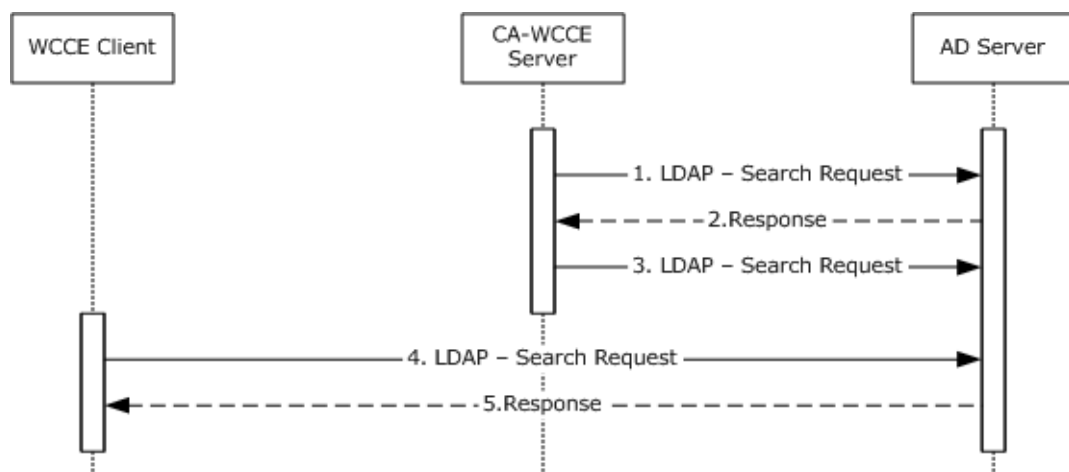 WCCE Client
CA-WCCE
Server
AD Server
1. LDAP – Search Request
2.Response
3. LDAP – Search Request
4. LDAP – Search Request
5.Response